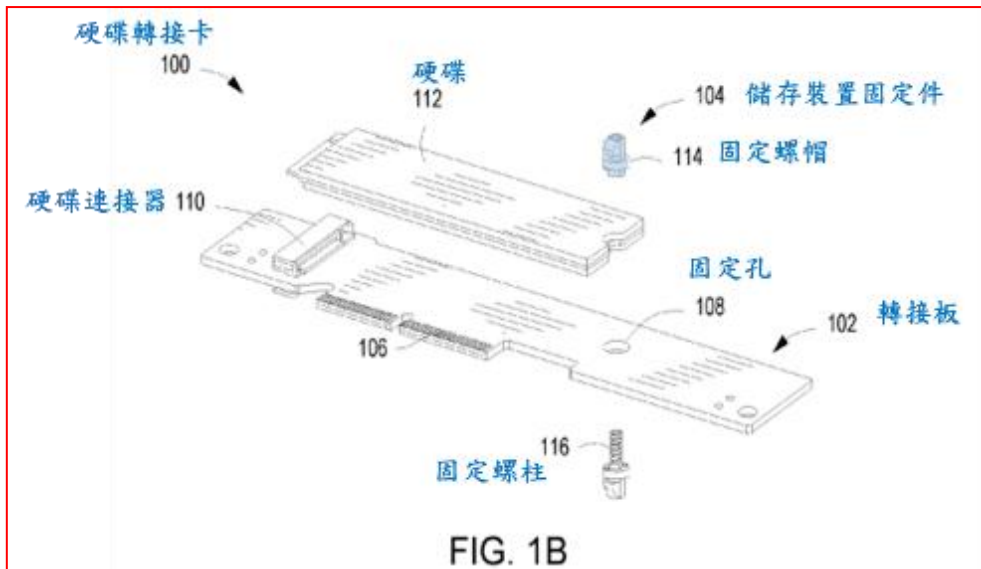 硬碟轉接卡
100
硬碟
112
104 儲存裝置固定件
114 固定螺帽
硬碟連接器 110
固定孔
108
102 轉接板
106
116
固定螺柱
FIG. 1B